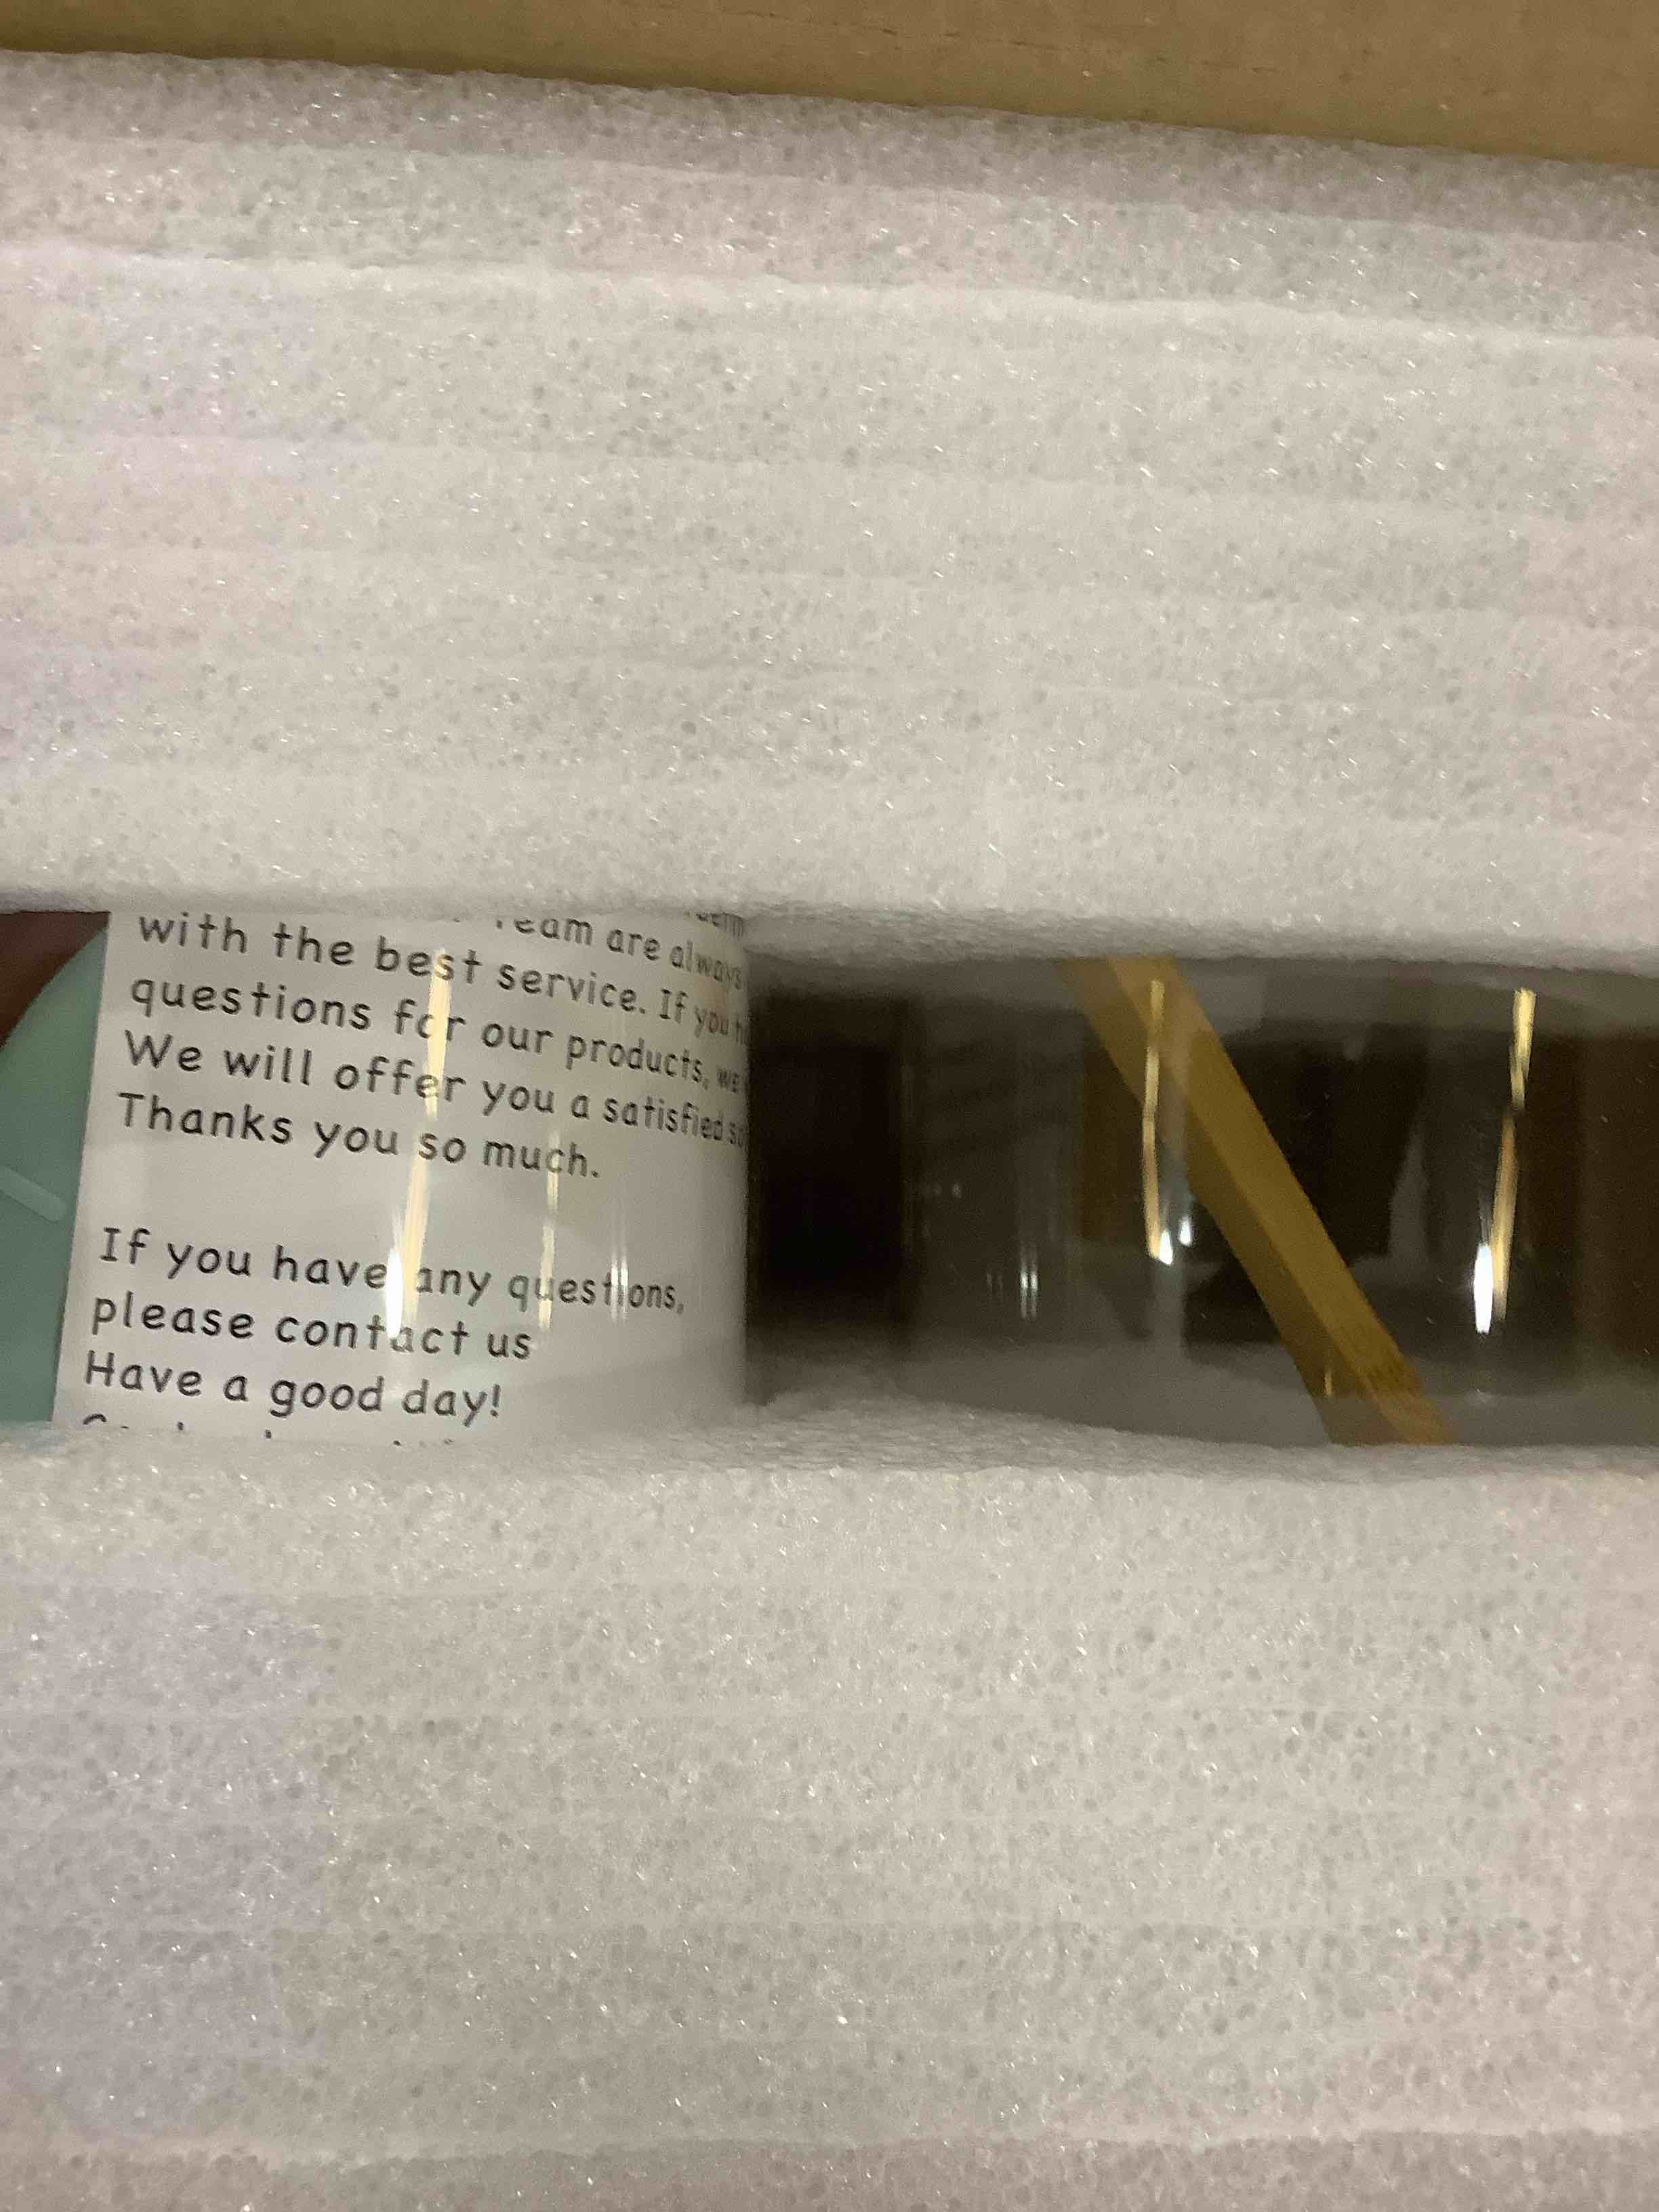 Team are always
with the best service. If you
questions for our products, we
We will offer you a satisfied
Thanks you so much.
If you have any questions,
please contact us
Have a good day!